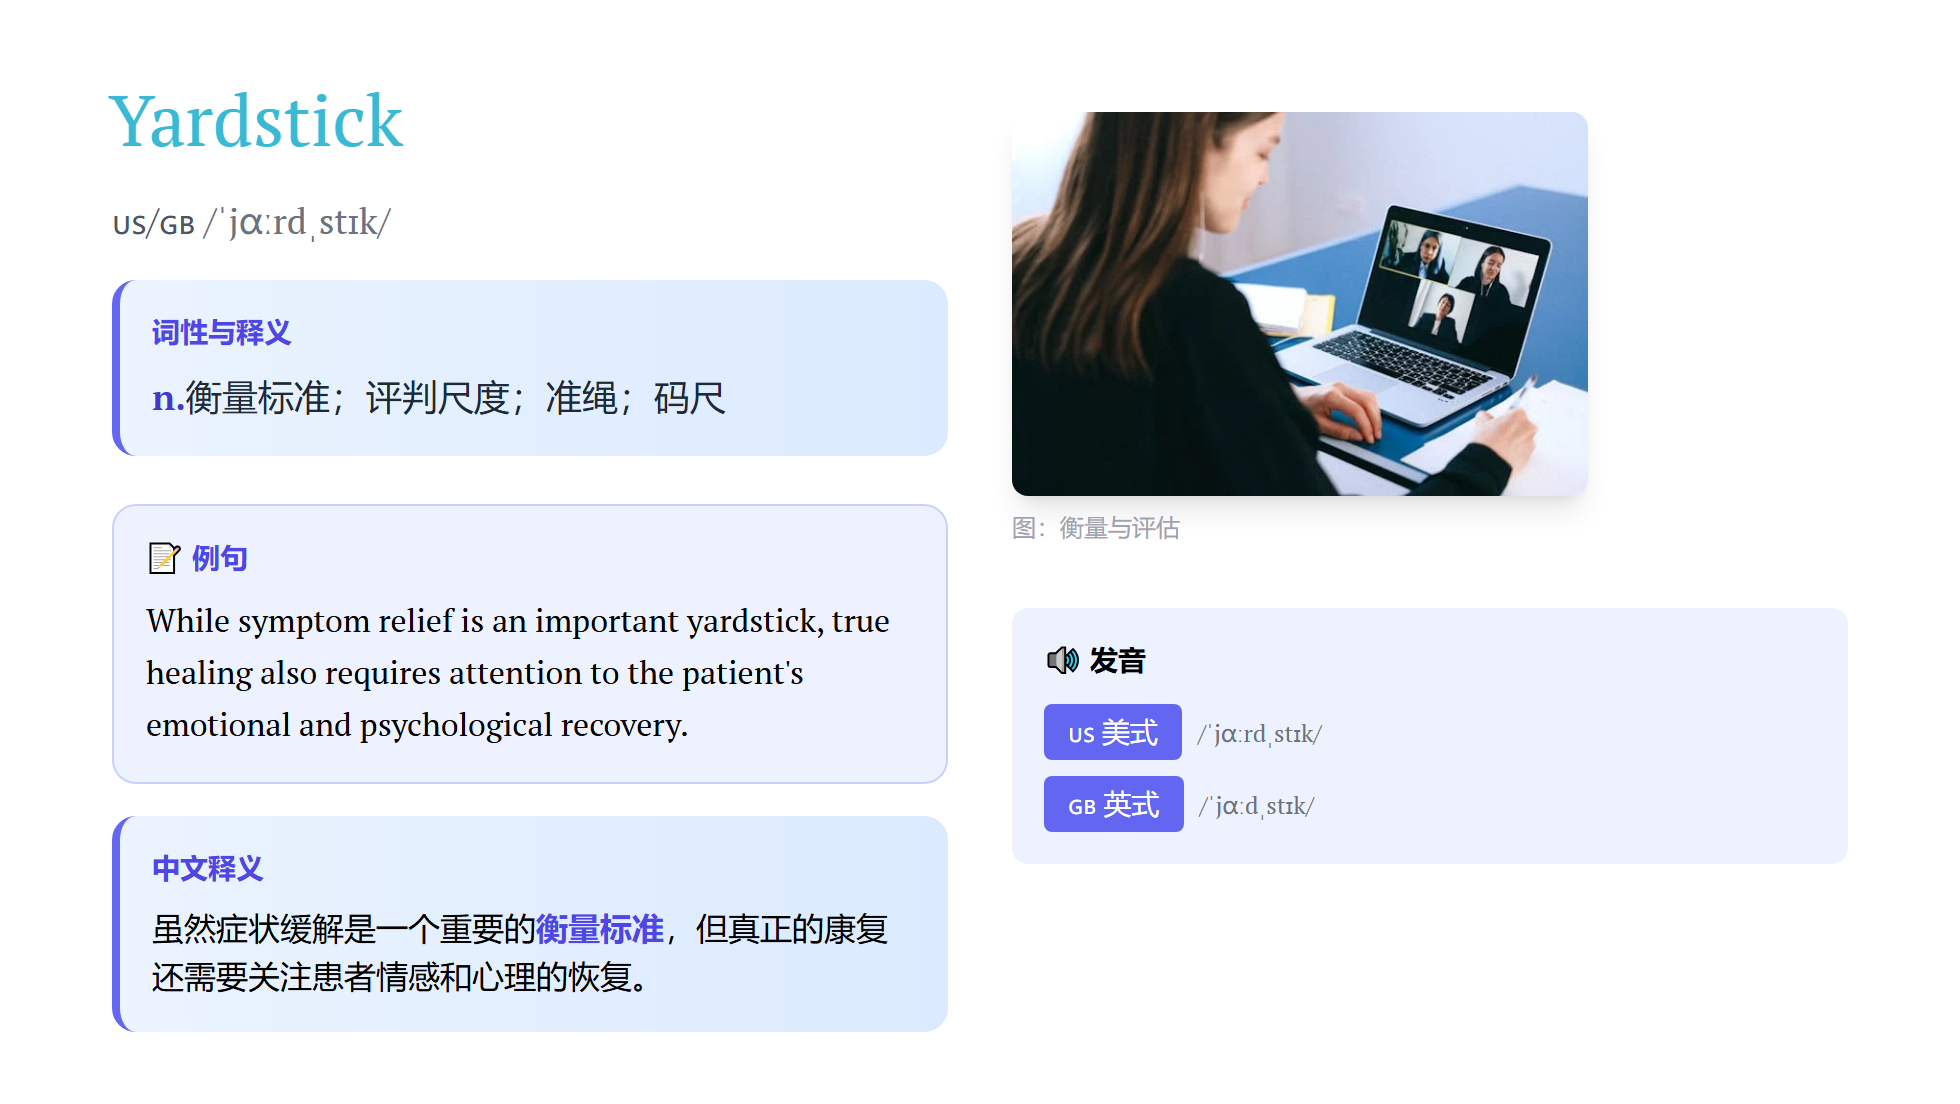 Yardstick
US/GB /ˈjɑːrdˌstɪk/
词性与释义
n.衡量标准；评判尺度；准绳；码尺
📝 例句
While symptom relief is an important yardstick, true
healing also requires attention to the patient's
emotional and psychological recovery.
中文释义
虽然症状缓解是一个重要的衡量标准，但真正的康复
还需要关注患者情感和心理的恢复。
图：衡量与评估
🔊 发音
US 美式 /ˈjɑːrdˌstɪk/
GB 英式 /ˈjɑːdˌstɪk/